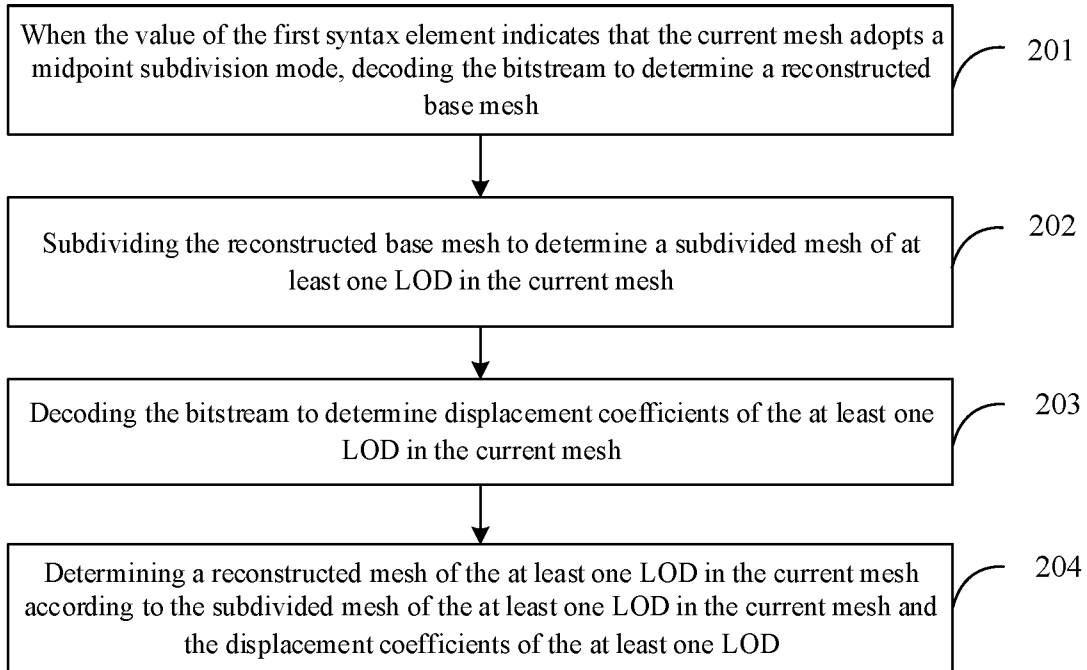 When the value of the first syntax element indicates that the current mesh adopts a
midpoint subdivision mode, decoding the bitstream to determine a reconstructed
base mesh
201
Subdividing the reconstructed base mesh to determine a subdivided mesh of at
least one LOD in the current mesh
202
Decoding the bitstream to determine displacement coefficients of the at least one
LOD in the current mesh
203
Determining a reconstructed mesh of the at least one LOD in the current mesh
according to the subdivided mesh of the at least one LOD in the current mesh and
the displacement coefficients of the at least one LOD
204